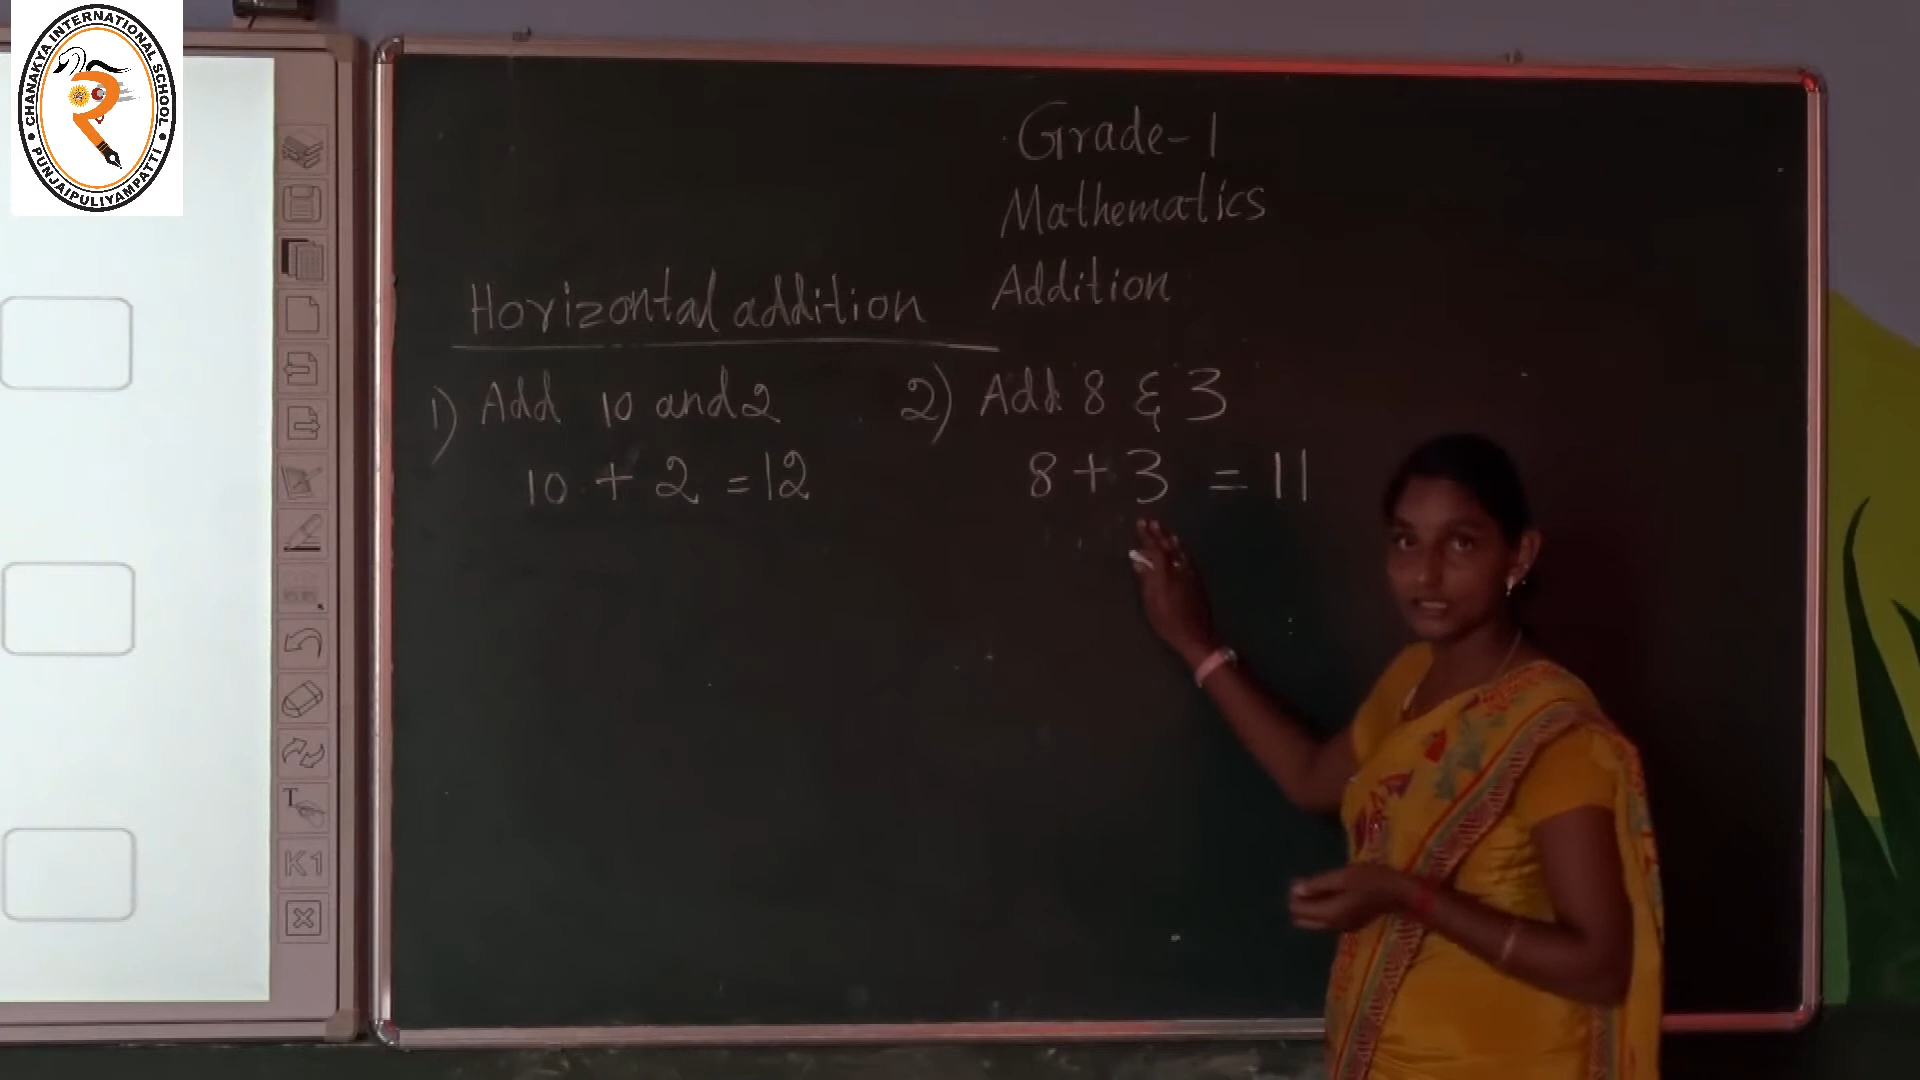 CHANAKYA INTERNATIONAL SCHOOL
PUNJAIPULIYAMPATTI
Grade-1
Mathematics
Addition
Horizontal addition
1) Add 10 and 2
10 + 2 = 12
2) Add 8 & 3
8 + 3 = 11
T
K1